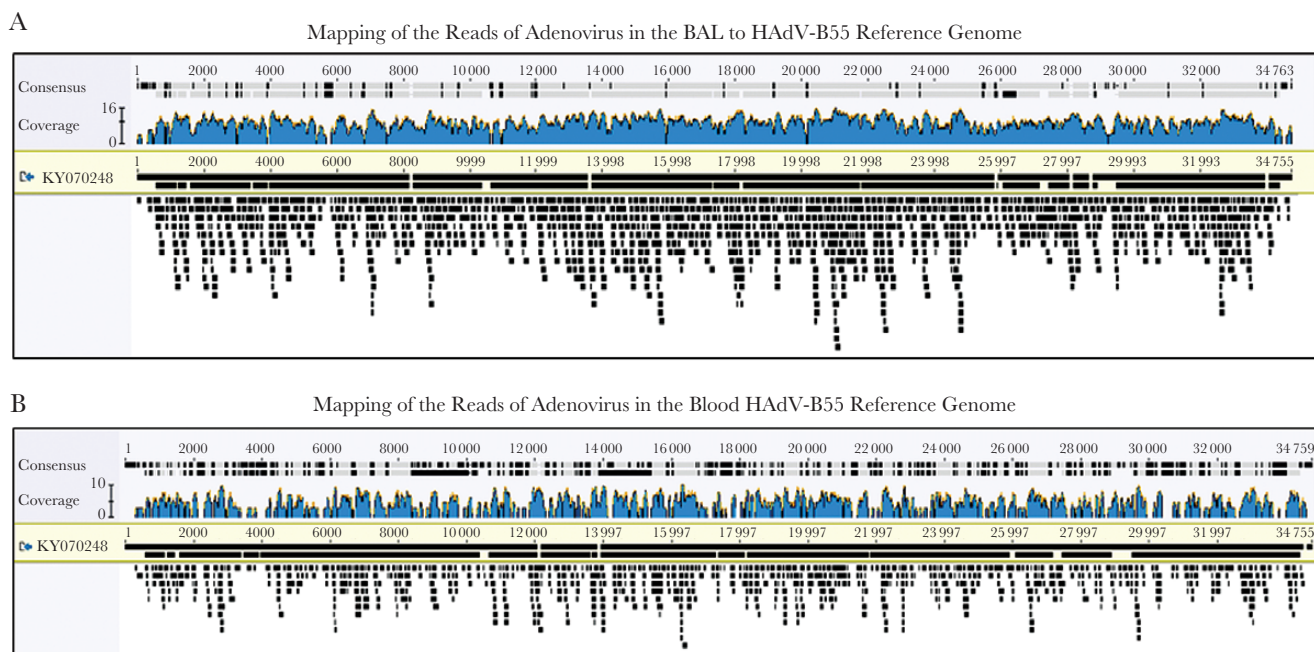 A
Mapping of the Reads of Adenovirus in the BAL to HAdV-B55 Reference Genome
1 2000 4000 6000 8000 10 000 12 000 14 000 16 000 18 000 20 000 22 000 24 000 26 000 28 000 30 000 32 000 34 763
Consensus
16
Coverage
0
1 2000 4000 6000 8000 9999 11 999 13 998 15 998 17 998 19 998 21 998 23 998 25 997 27 997 29 993 31 993 34 755
KY070248
B
Mapping of the Reads of Adenovirus in the Blood HAdV-B55 Reference Genome
1 2000 4000 6000 8000 10 000 12 000 14 000 16 000 18 000 20 000 22 000 24 000 26 000 28 000 30 000 32 000 34 759
Consensus
10
Coverage
0
1 2000 4000 6000 8000 10 000 12 000 13 997 15 997 17 997 19 997 21 997 23 997 25 997 27 997 29 997 31 997 34 755
KY070248